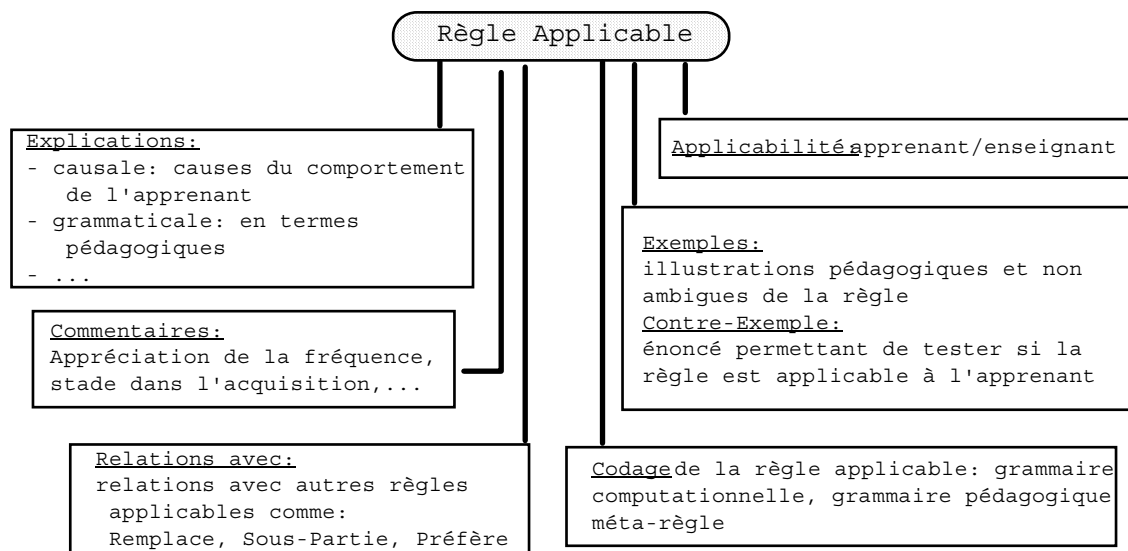 Règle Applicable
Explications:
- causale: causes du comportement
de l'apprenant
- grammaticale: en termes
pédagogiques
- ...
Commentaires:
Appréciation de la fréquence,
stade dans l'acquisition,...
Relations avec:
relations avec autres règles
applicables comme:
Remplace, Sous-Partie, Préfère
Applicabilité: apprenant/enseignant
Exemples:
illustrations pédagogiques et non
ambigues de la règle
Contre-Exemple:
énoncé permettant de tester si la
règle est applicable à l'apprenant
Codage de la règle applicable: grammaire
computationnelle, grammaire pédagogique
méta-règle